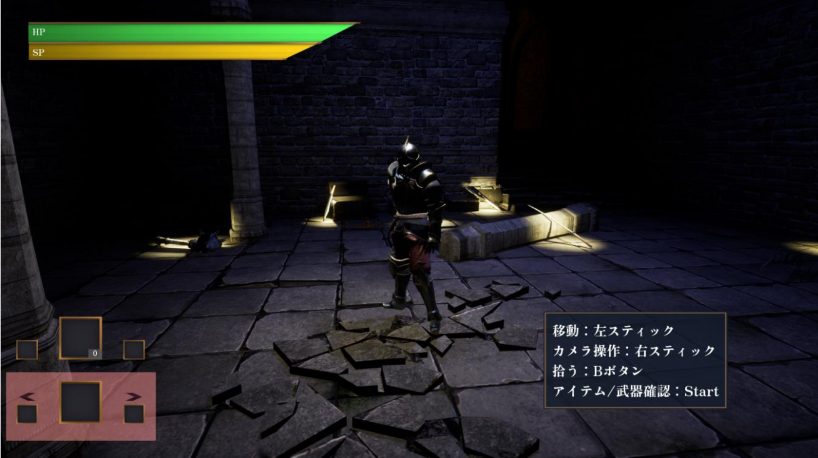 HP
SP
0
移動：左スティック
カメラ操作：右スティック
拾う：Bボタン
アイテム/武器確認：Start